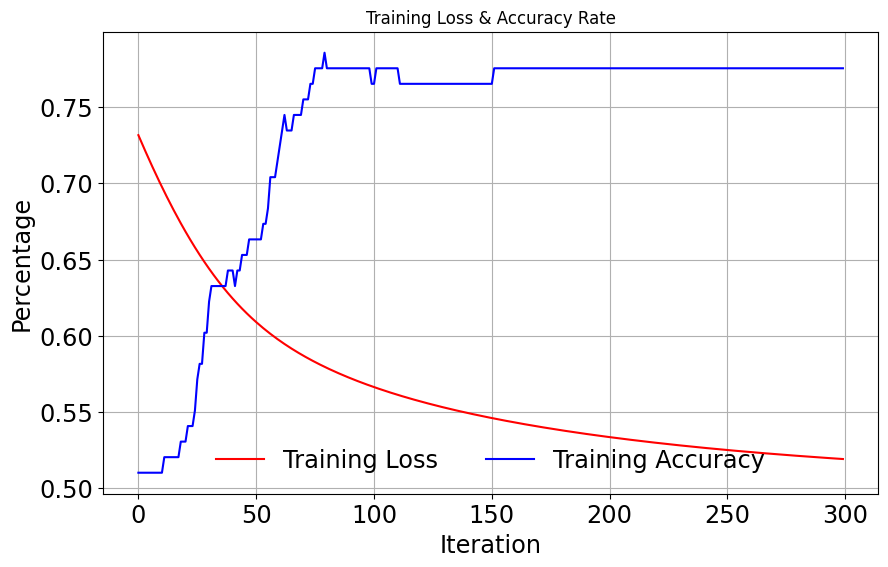 Training Loss & Accuracy Rate
Percentage
0.75
0.70
0.65
0.60
0.55
0.50
Training Loss Training Accuracy
0 50 100 150 200 250 300
Iteration